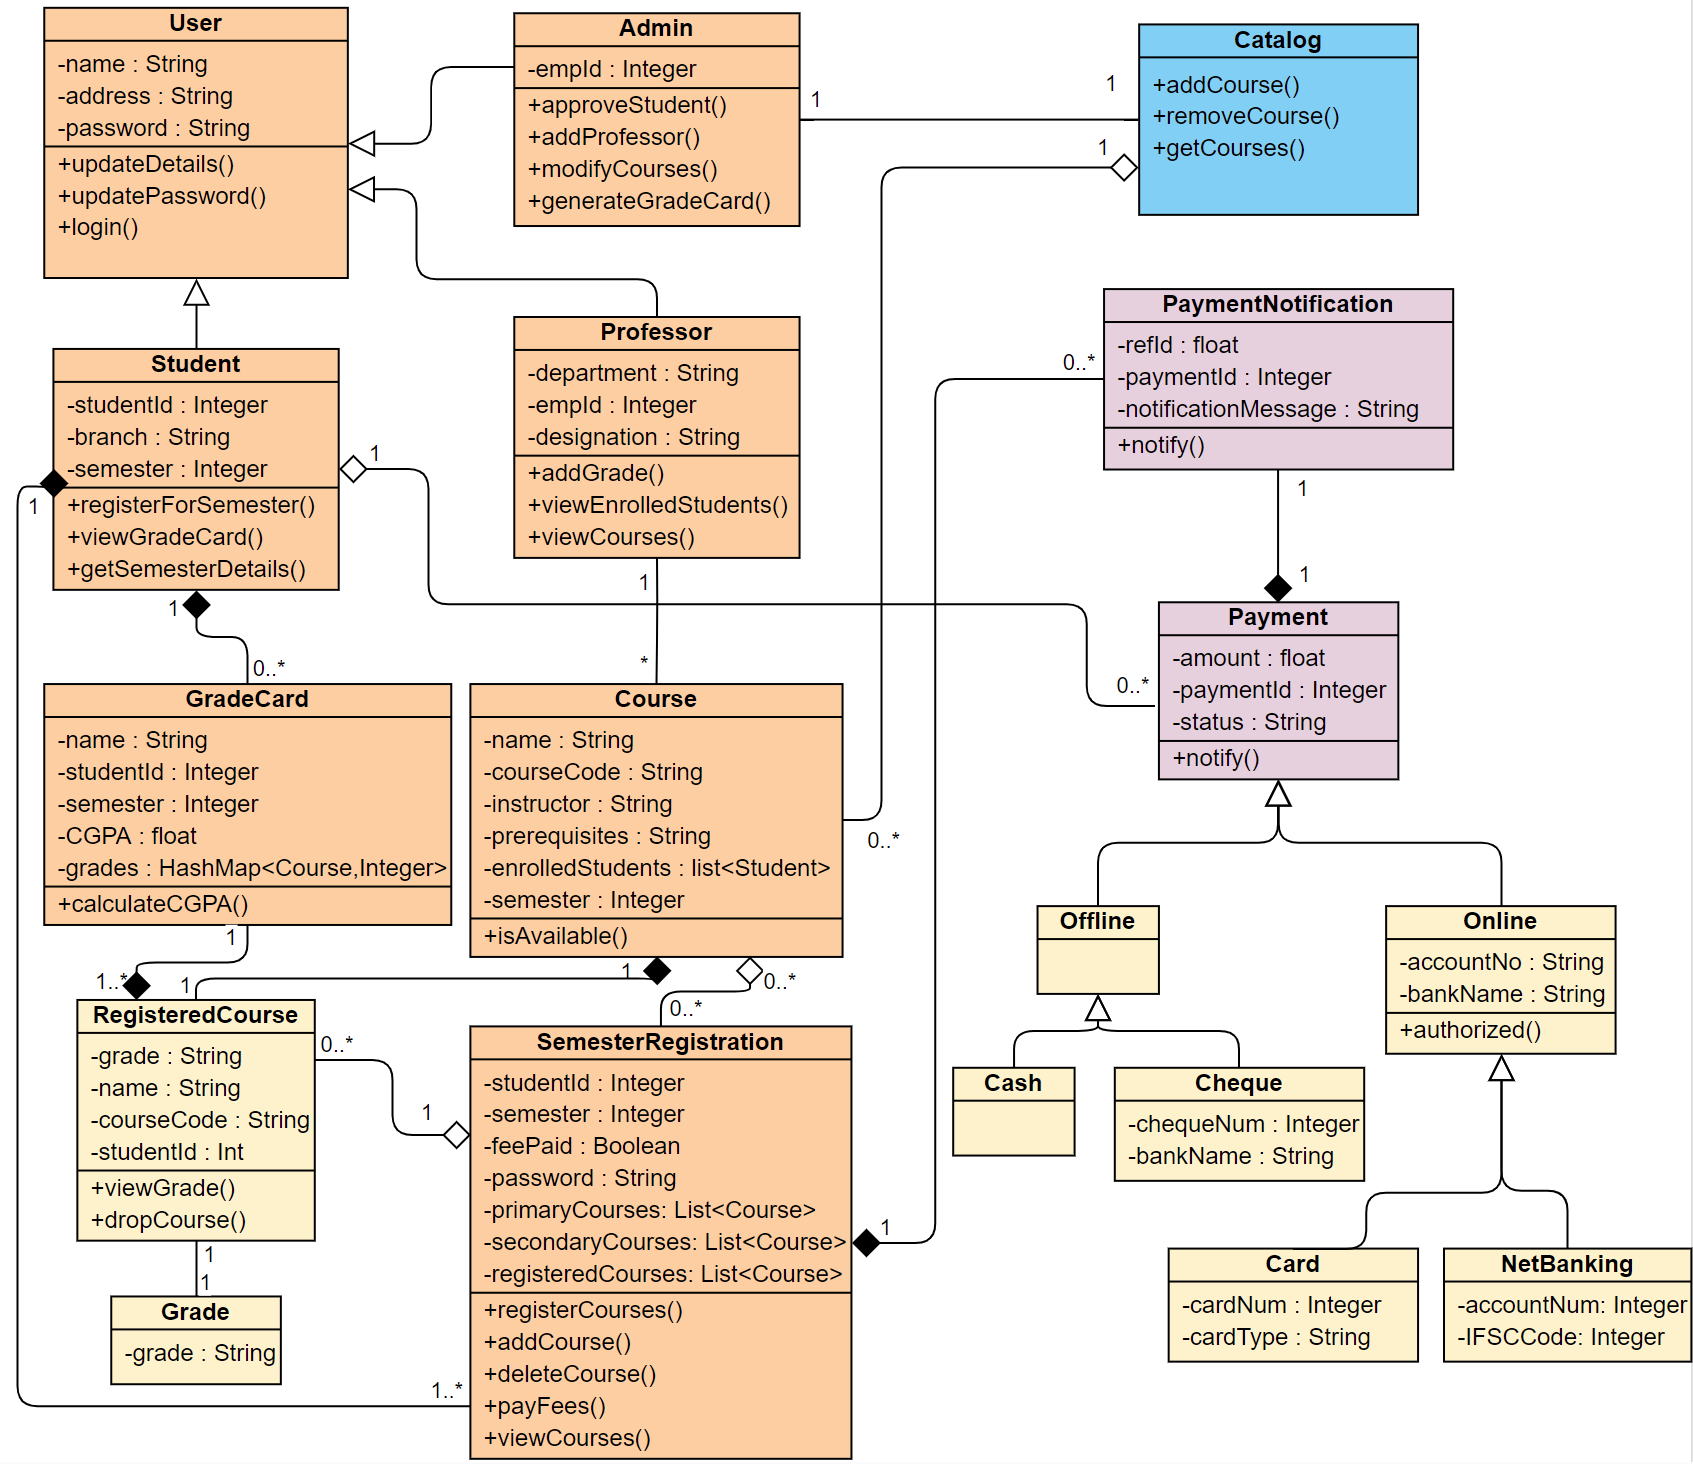 User
-name : String
-address : String
-password : String
+updateDetails()
+updatePassword()
+login()
Admin
-empId : Integer
+approveStudent()
+addProfessor()
+modifyCourses()
+generateGradeCard()
1
1
1
Catalog
+addCourse()
+removeCourse()
+getCourses()
Student
-studentId : Integer
-branch : String
-semester : Integer
+registerForSemester()
+viewGradeCard()
+getSemesterDetails()
1
1
1
Professor
-department : String
-empId : Integer
-designation : String
+addGrade()
+viewEnrolledStudents()
+viewCourses()
1
*
0..*
PaymentNotification
-refId : float
-paymentId : Integer
-notificationMessage : String
+notify()
1
1
0..*
Payment
-amount : float
-paymentId : Integer
-status : String
+notify()
0..*
GradeCard
-name : String
-studentId : Integer
-semester : Integer
-CGPA : float
-grades : HashMap<Course,Integer>
+calculateCGPA()
1
1..*
1
Course
-name : String
-courseCode : String
-instructor : String
-prerequisites : String
-enrolledStudents : list<Student>
-semester : Integer
+isAvailable()
0..*
1
0..*
0..*
Offline
Online
-accountNo : String
-bankName : String
+authorized()
RegisteredCourse
-grade : String
-name : String
-courseCode : String
-studentId : Int
+viewGrade()
+dropCourse()
0..*
1
1
1
Grade
-grade : String
SemesterRegistration
-studentId : Integer
-semester : Integer
-feePaid : Boolean
-password : String
-primaryCourses: List<Course>
-secondaryCourses: List<Course>
-registeredCourses: List<Course>
+registerCourses()
+addCourse()
+deleteCourse()
+payFees()
+viewCourses()
1
1..*
Cash
Cheque
-chequeNum : Integer
-bankName : String
Card
-cardNum : Integer
-cardType : String
NetBanking
-accountNum: Integer
-IFSCCode: Integer